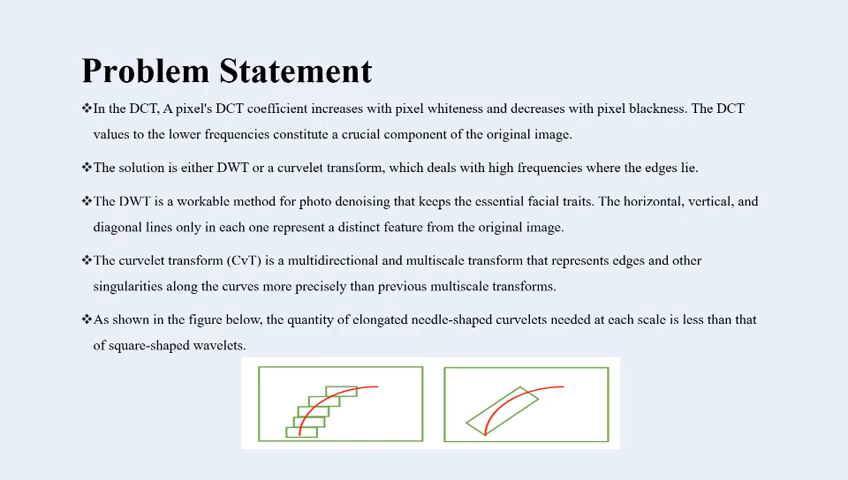 Problem Statement
❖In the DCT, A pixel's DCT coefficient increases with pixel whiteness and decreases with pixel blackness. The DCT
values to the lower frequencies constitute a crucial component of the original image.
❖The solution is either DWT or a curvelet transform, which deals with high frequencies where the edges lie.
❖The DWT is a workable method for photo denoising that keeps the essential facial traits. The horizontal, vertical, and
diagonal lines only in each one represent a distinct feature from the original image.
❖The curvelet transform (CvT) is a multidirectional and multiscale transform that represents edges and other
singularities along the curves more precisely than previous multiscale transforms.
❖As shown in the figure below, the quantity of elongated needle-shaped curvelets needed at each scale is less than that
of square-shaped wavelets.